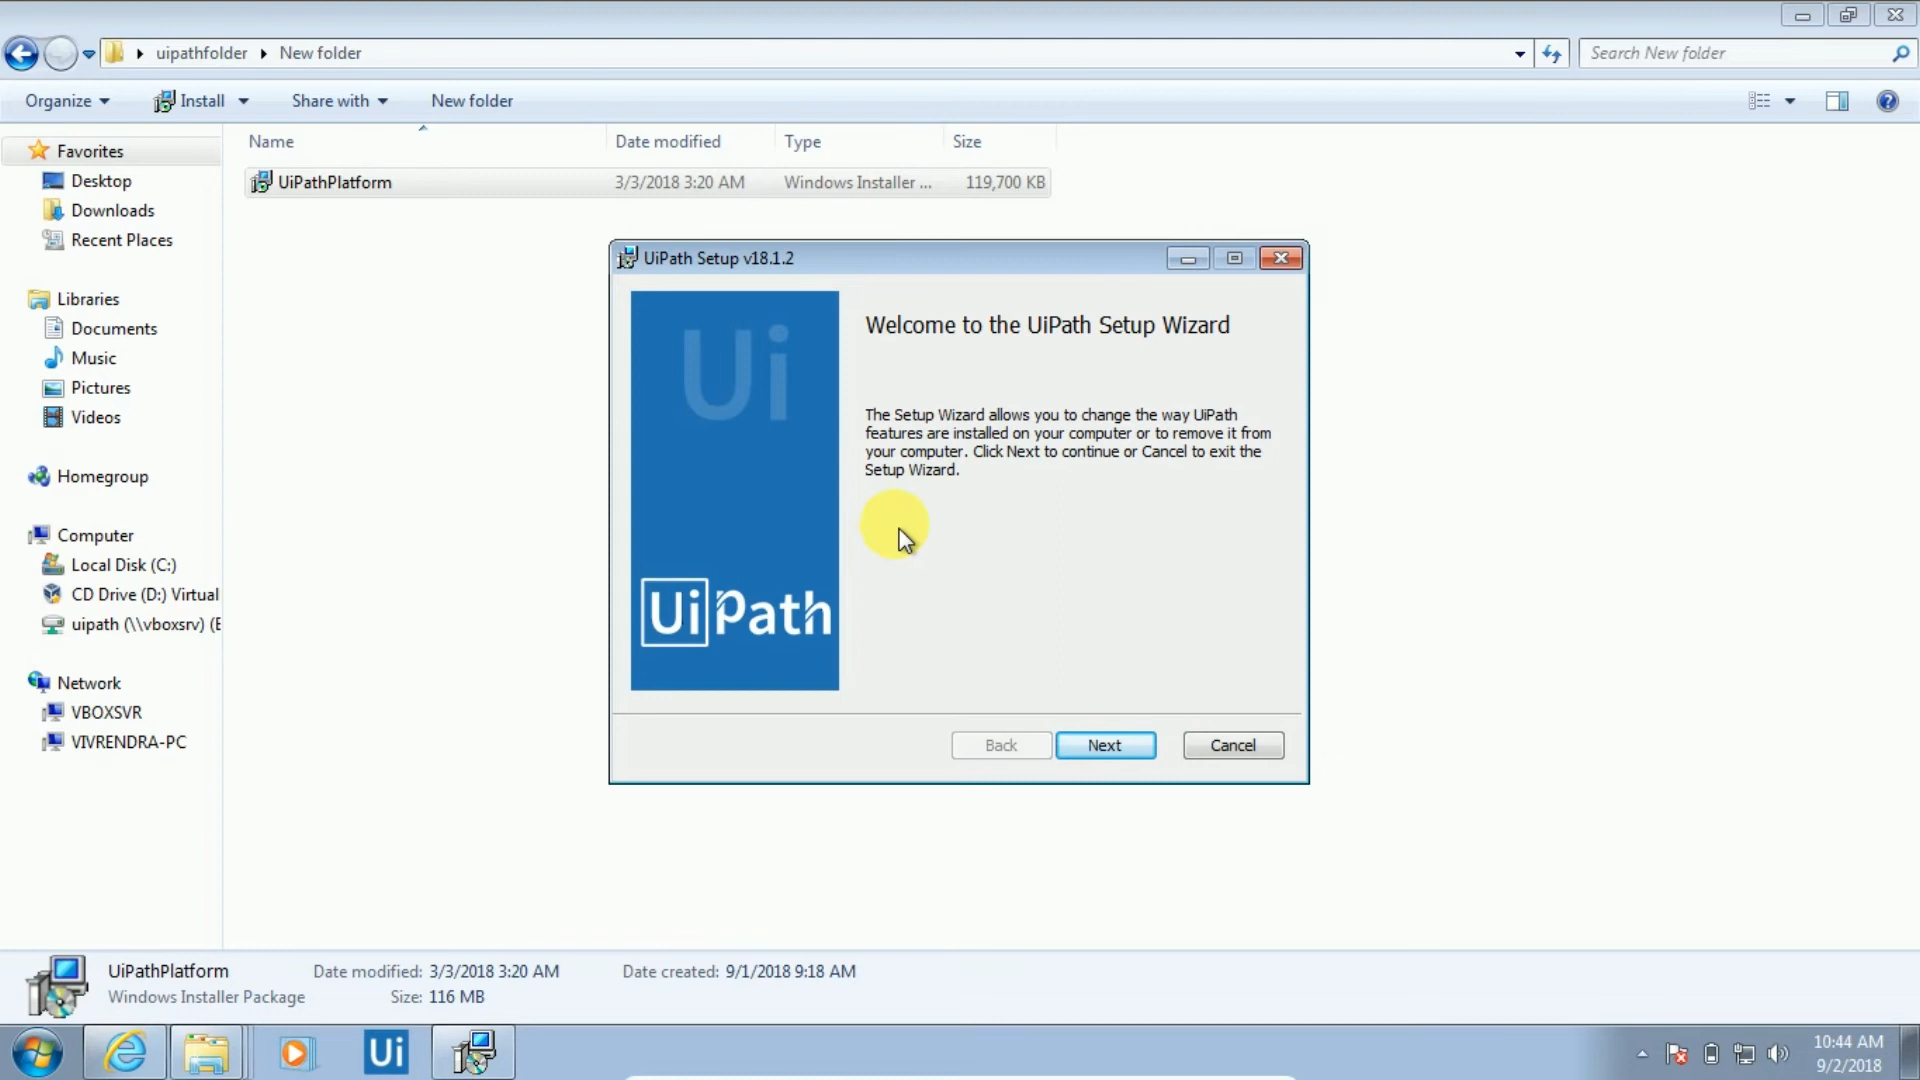 uipathfolder
New folder
Search New folder
Organize
Install
Share with
New folder
Name
Date modified
Type
Size
UiPathPlatform
3/3/2018 3:20 AM
Windows Installer ...
119,700 KB
Favorites
Desktop
Downloads
Recent Places
Libraries
Documents
Music
Pictures
Videos
Homegroup
Computer
Local Disk (C:)
CD Drive (D:) Virtual
uipath (\\vboxsrv) (E
Network
VBOXSVR
VIVRENDRA-PC
UiPath Setup v18.1.2
Ui
UiPath
Welcome to the UiPath Setup Wizard
The Setup Wizard allows you to change the way UiPath
features are installed on your computer or to remove it from
your computer. Click Next to continue or Cancel to exit the
Setup Wizard.
Back
Next
Cancel
UiPathPlatform
Date modified: 3/3/2018 3:20 AM
Date created: 9/1/2018 9:18 AM
Windows Installer Package
Size: 116 MB
Ui
10:44 AM
9/2/2018